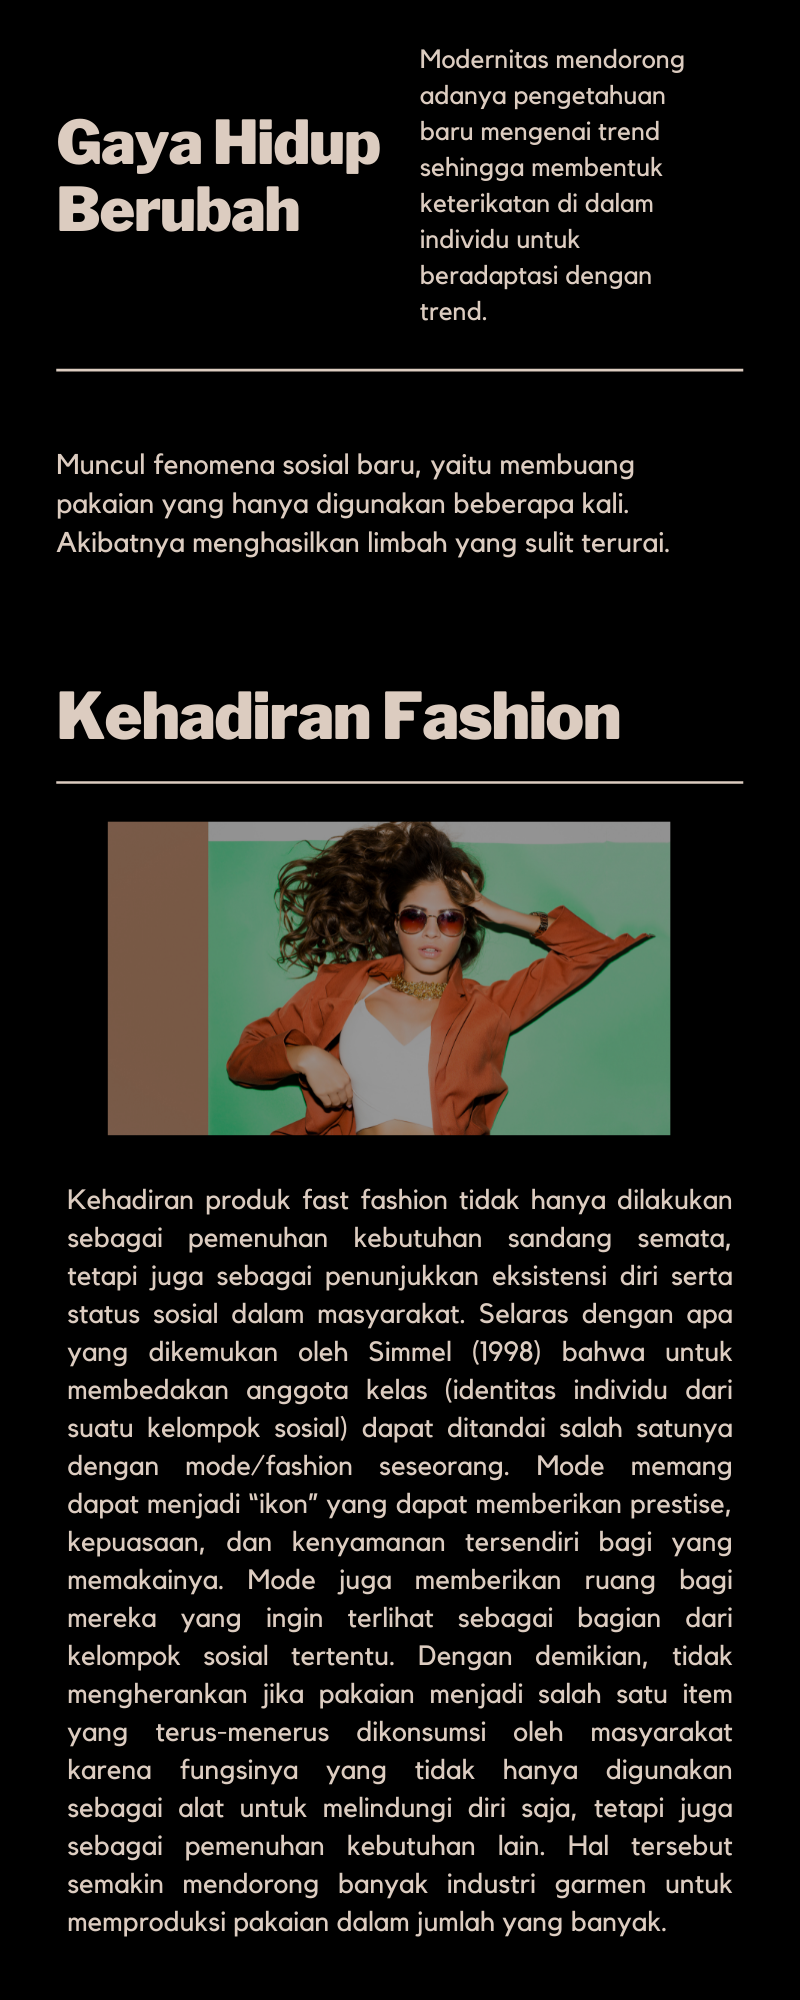 Gaya Hidup
Berubah
Modernitas mendorong
adanya pengetahuan
baru mengenai trend
sehingga membentuk
keterikatan di dalam
individu untuk
beradaptasi dengan
trend.
Muncul fenomena sosial baru, yaitu membuang
pakaian yang hanya digunakan beberapa kali.
Akibatnya menghasilkan limbah yang sulit terurai.
Kehadiran Fashion
Kehadiran produk fast fashion tidak hanya dilakukan
sebagai pemenuhan kebutuhan sandang semata,
tetapi juga sebagai penunjukkan eksistensi diri serta
status sosial dalam masyarakat. Selaras dengan apa
yang dikemukan oleh Simmel (1998) bahwa untuk
membedakan anggota kelas (identitas individu dari
suatu kelompok sosial) dapat ditandai salah satunya
dengan mode/fashion seseorang. Mode memang
dapat menjadi “ikon” yang dapat memberikan prestise,
kepuasaan, dan kenyamanan tersendiri bagi yang
memakainya. Mode juga memberikan ruang bagi
mereka yang ingin terlihat sebagai bagian dari
kelompok sosial tertentu. Dengan demikian, tidak
mengherankan jika pakaian menjadi salah satu item
yang terus-menerus dikonsumsi oleh masyarakat
karena fungsinya yang tidak hanya digunakan
sebagai alat untuk melindungi diri saja, tetapi juga
sebagai pemenuhan kebutuhan lain. Hal tersebut
semakin mendorong banyak industri garmen untuk
memproduksi pakaian dalam jumlah yang banyak.